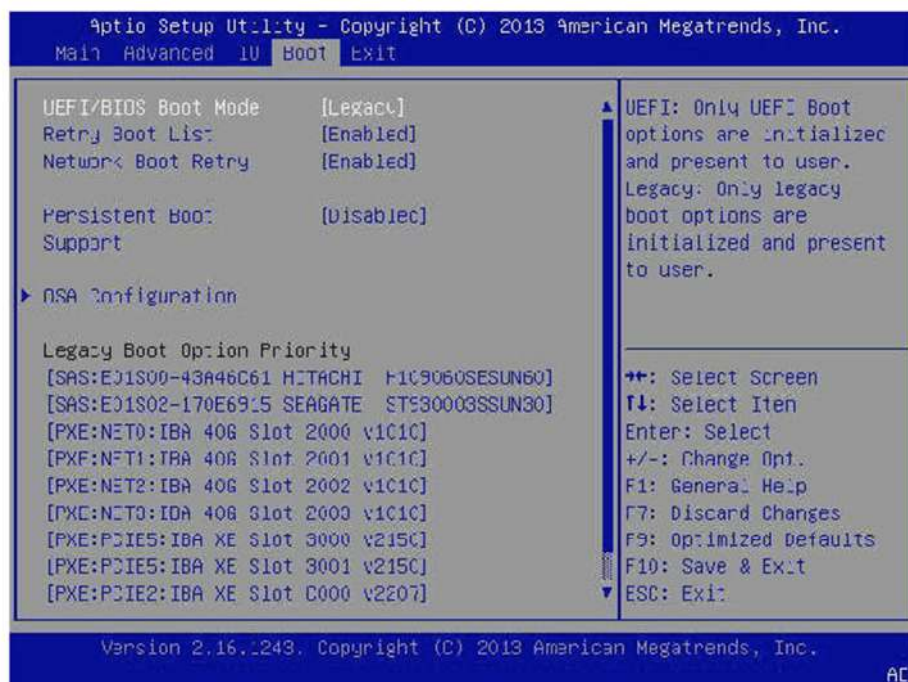 Aptio Setup Utility - Copyright (C) 2013 American Megatrends, Inc.
Main Advanced IO Boot Exit
UEFI/BIOS Boot Mode [Legacy]
Retry Boot List [Enabled]
Network Boot Retry [Enabled]
Persistent Boot [Disabled]
Support
OSA Configuration
Legacy Boot Option Priority
[SAS:E01S00-43A46C61 HITACHI H109060SESUN60]
[SAS:E01S02-170E6915 SEAGATE ST930003SSUN30]
[PXE:NET0:IBA 40G Slot 2000 v1010]
[PXE:NET1:IBA 40G Slot 2001 v1010]
[PXE:NET2:IBA 40G Slot 2002 v1010]
[PXE:NET3:IBA 40G Slot 2003 v1010]
[PXE:PCIE5:IBA XE Slot 3000 v2150]
[PXE:PCIE5:IBA XE Slot 3001 v2150]
[PXE:PCIE2:IBA XE Slot C000 v2207]
UEFI: Only UEFI Boot
options are initialized
and present to user.
Legacy: Only legacy
boot options are
initialized and present
to user.
→←: Select Screen
↑↓: Select Item
Enter: Select
+/-: Change Opt.
F1: General Help
F7: Discard Changes
F9: Optimized Defaults
F10: Save & Exit
ESC: Exit
Version 2.16.1243. Copyright (C) 2013 American Megatrends, Inc.